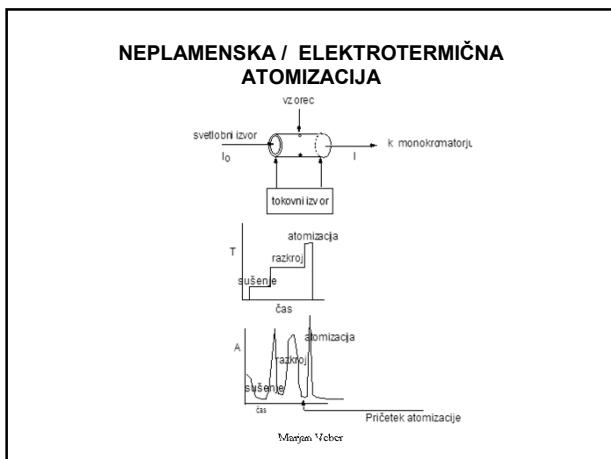 NEPLAMENSKA / ELEKTROTERMIČNA
ATOMIZACIJA
vzorec
svetlobni izvor
k monokromatorju
I₀
I
tokovni izvor
atomizacija
T
razkroj
sušenje
čas
atomizacija
A
razkroj
sušenje
čas
Pričetek atomizacije
Marjan Veber